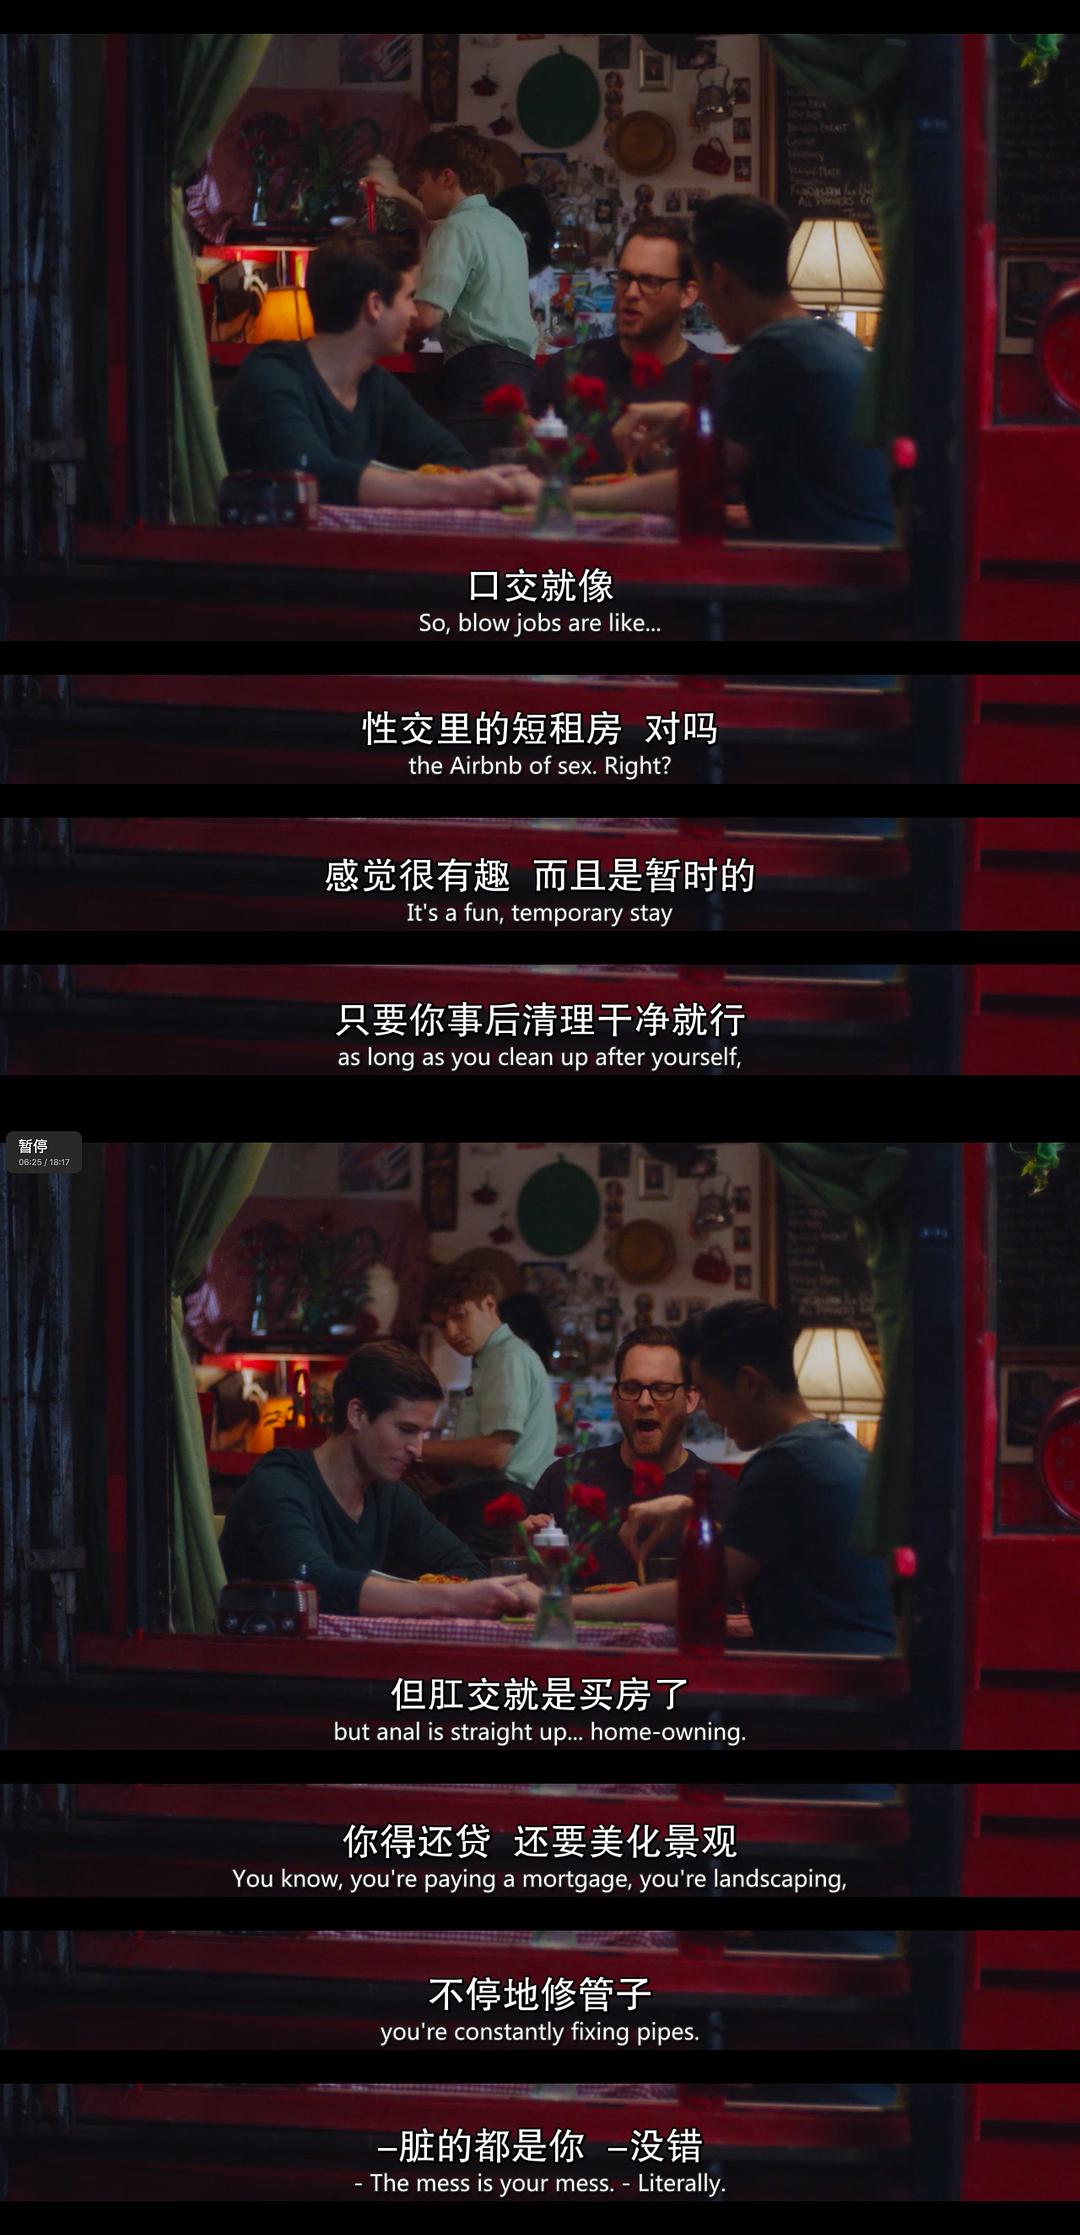 口交就像
So, blow jobs are like...
性交里的短租房 对吗
the Airbnb of sex. Right?
感觉很有趣 而且是暂时的
It's a fun, temporary stay
只要你事后清理干净就行
as long as you clean up after yourself,
暂停
06:25 / 18:17
但肛交就是买房了
but anal is straight up... home-owning.
你得还贷 还要美化景观
You know, you're paying a mortgage, you're landscaping,
不停地修管子
you're constantly fixing pipes.
–脏的都是你 –没错
- The mess is your mess. - Literally.